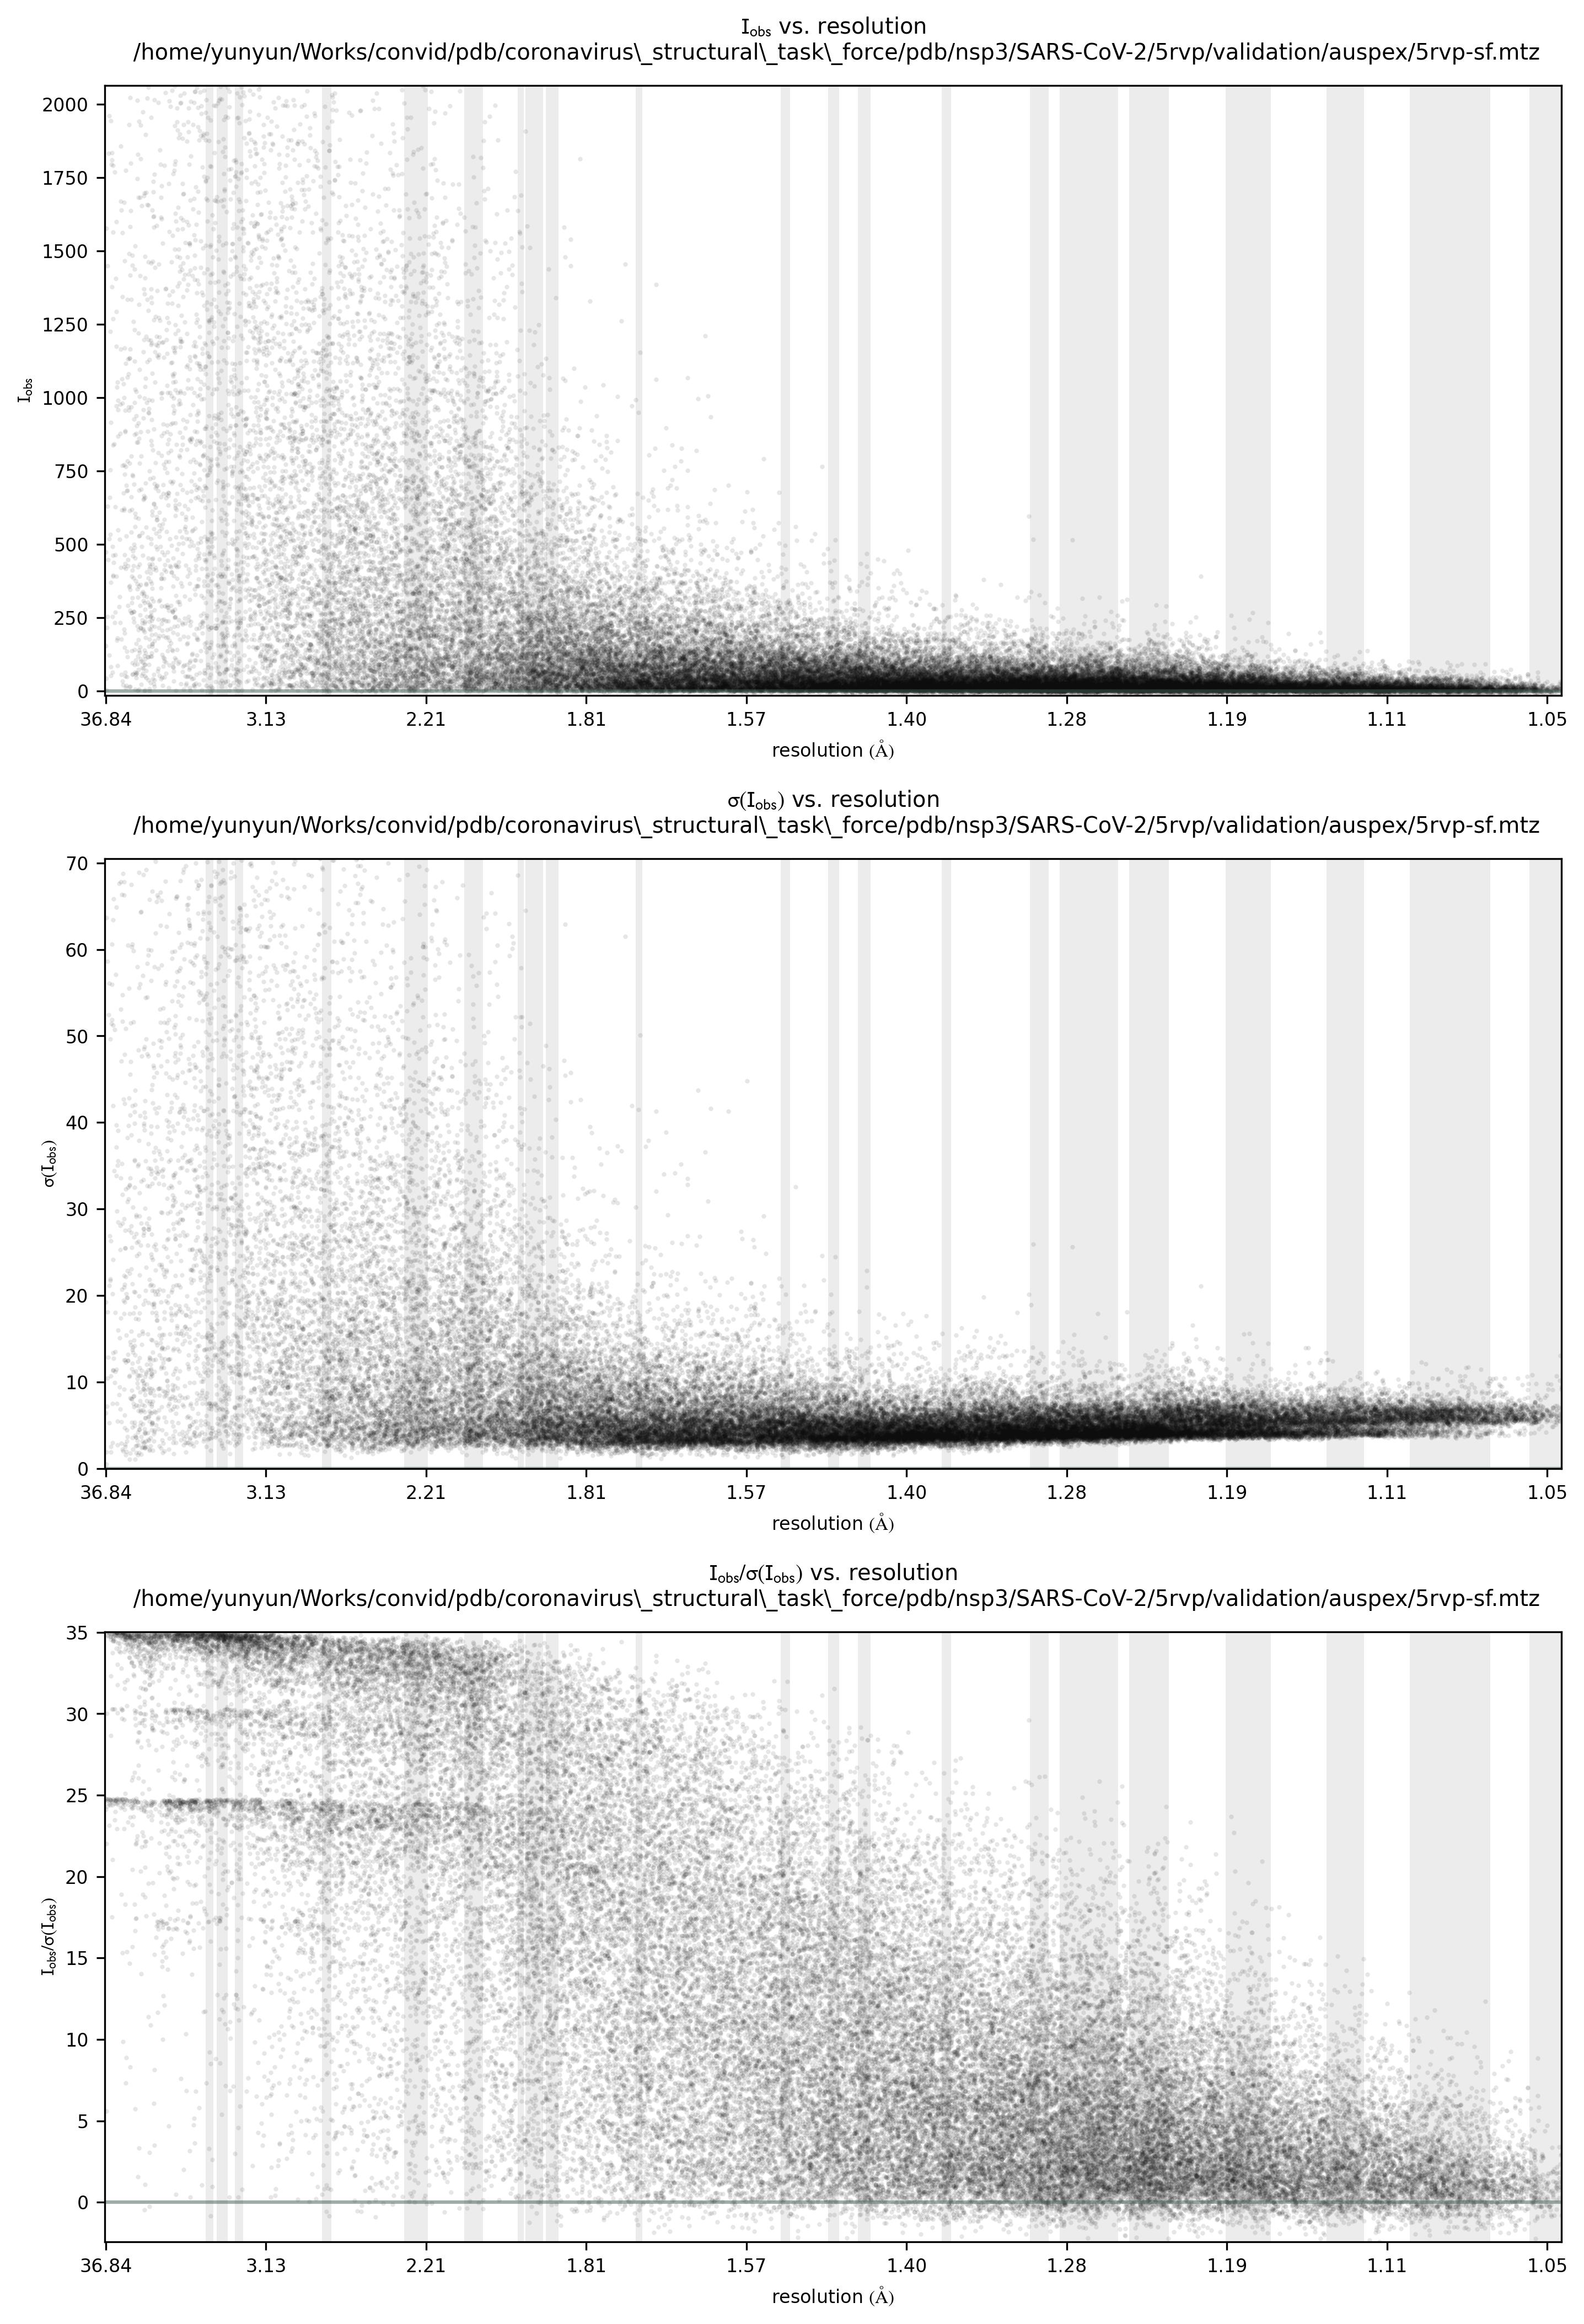 I_obs vs. resolution
/home/yunyun/Works/convid/pdb/coronavirus\_structural\_task\_force/pdb/nsp3/SARS-CoV-2/5rvp/validation/auspex/5rvp-sf.mtz
2000
1750
1500
1250
1000
750
500
250
0
I_obs
36.84 3.13 2.21 1.81 1.57 1.40 1.28 1.19 1.11 1.05
resolution (Å)
σ(I_obs) vs. resolution
/home/yunyun/Works/convid/pdb/coronavirus\_structural\_task\_force/pdb/nsp3/SARS-CoV-2/5rvp/validation/auspex/5rvp-sf.mtz
70
60
50
40
30
20
10
0
σ(I_obs)
36.84 3.13 2.21 1.81 1.57 1.40 1.28 1.19 1.11 1.05
resolution (Å)
I_obs/σ(I_obs) vs. resolution
/home/yunyun/Works/convid/pdb/coronavirus\_structural\_task\_force/pdb/nsp3/SARS-CoV-2/5rvp/validation/auspex/5rvp-sf.mtz
35
30
25
20
15
10
5
0
I_obs/σ(I_obs)
36.84 3.13 2.21 1.81 1.57 1.40 1.28 1.19 1.11 1.05
resolution (Å)